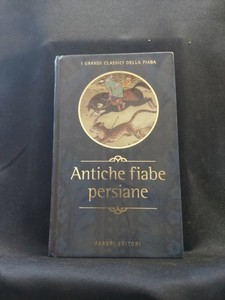 I GRANDI CLASSICI DELLA FIABA
Antiche fiabe
persiane
FABBRI EDITORI